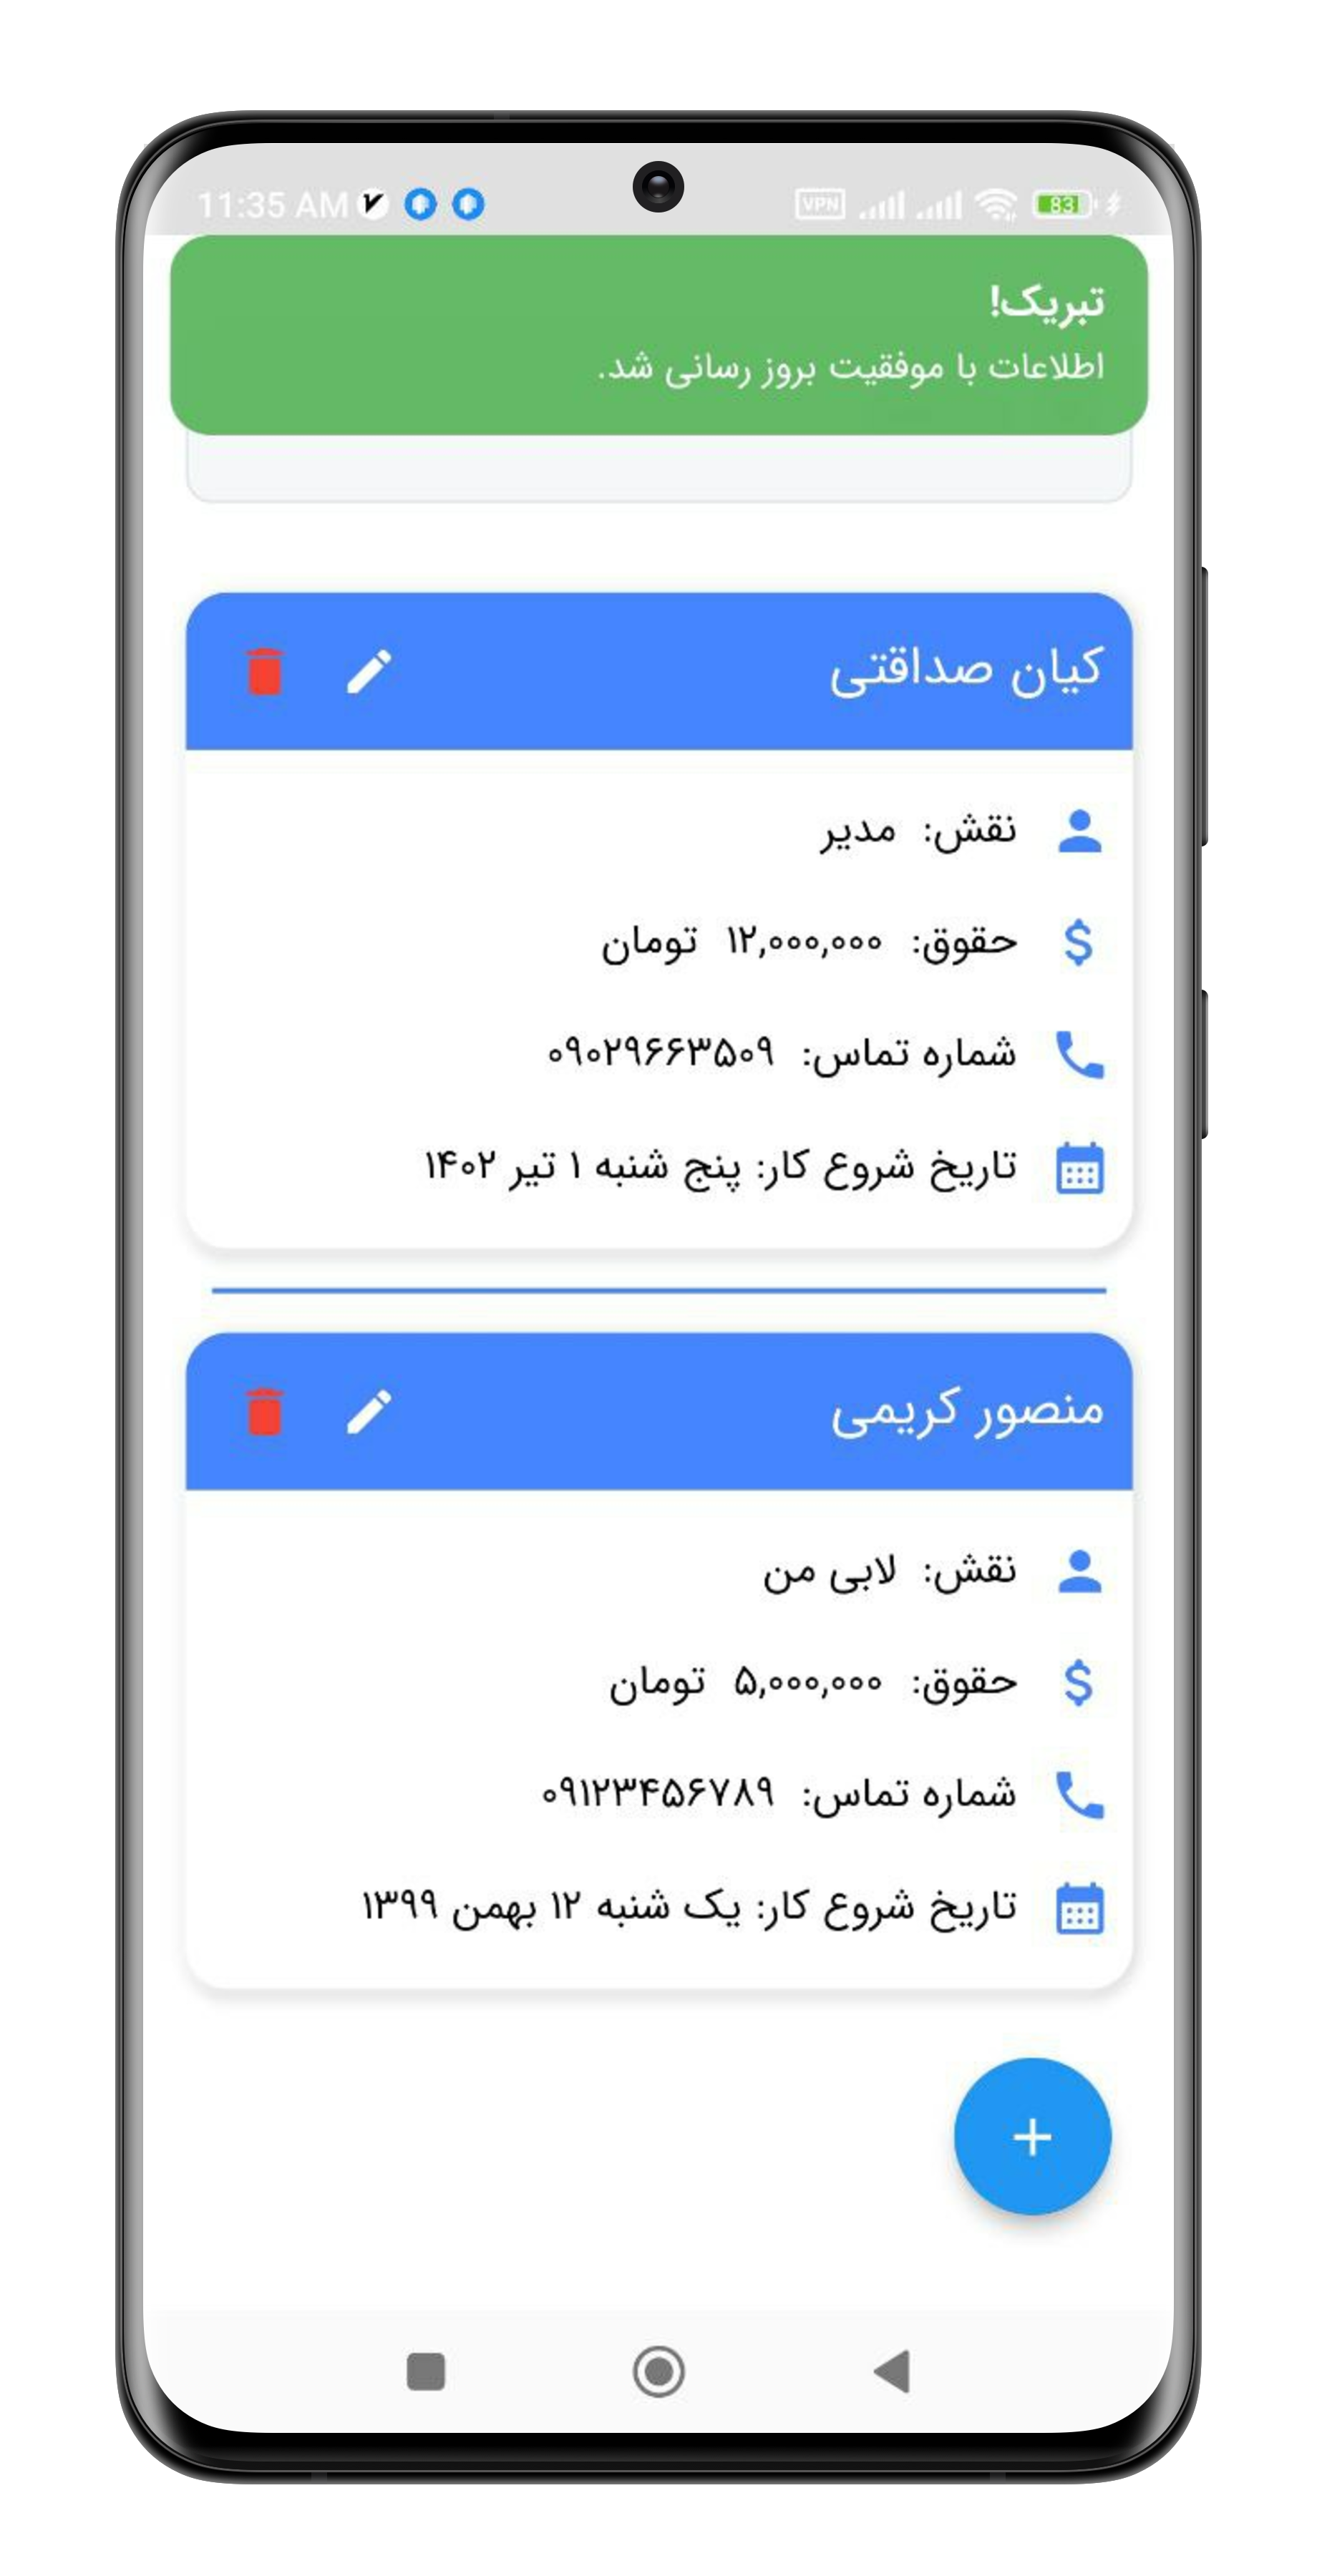 11:35 AM
VPN 83
تبریک!
اطلاعات با موفقیت بروز رسانی شد.
کیان صداقتی
نقش: مدیر
حقوق: ۱۲,۰۰۰,۰۰۰ تومان
شماره تماس: ۰۹۰۲۹۶۶۳۵۰۹
تاریخ شروع کار: پنج شنبه ۱ تیر ۱۴۰۲
منصور کریمی
نقش: لابی من
حقوق: ۵,۰۰۰,۰۰۰ تومان
شماره تماس: ۰۹۱۲۳۴۵۶۷۸۹
تاریخ شروع کار: یک شنبه ۱۲ بهمن ۱۳۹۹